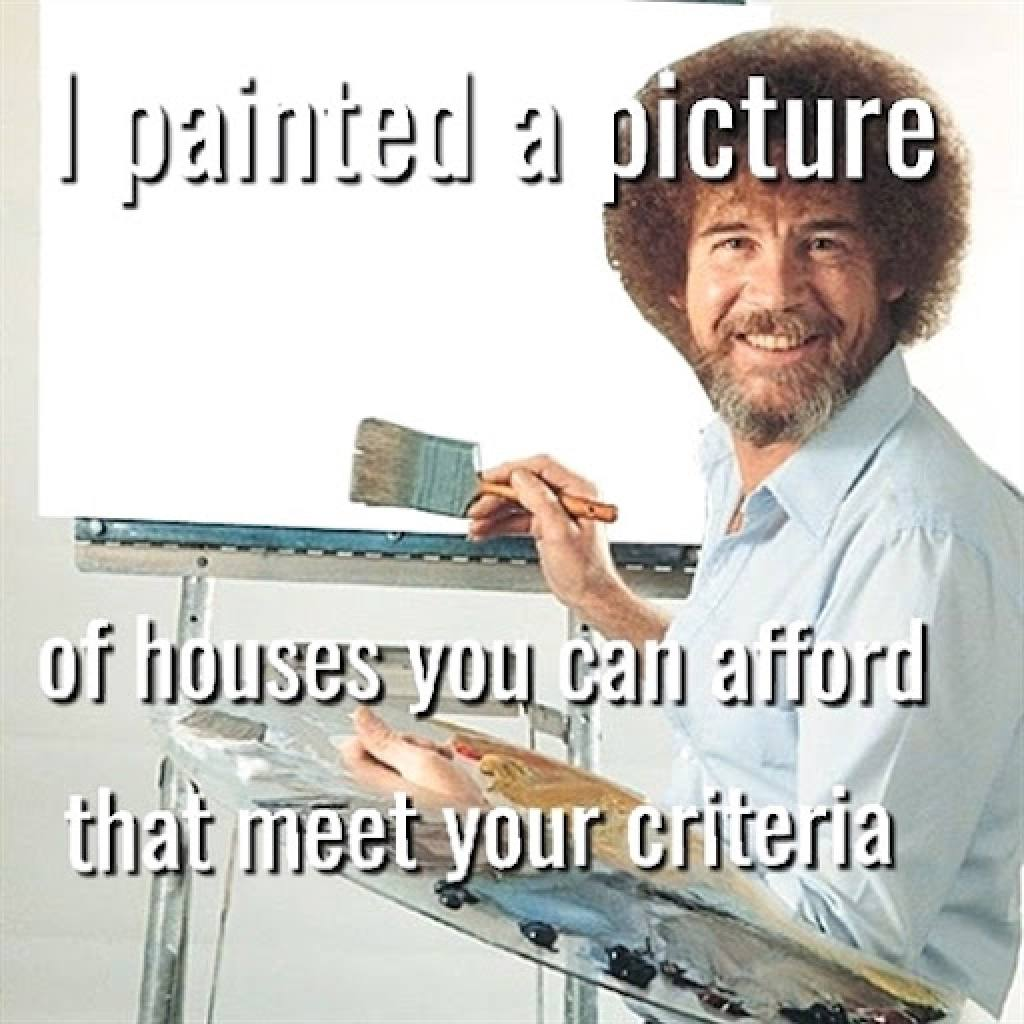 I painted a picture
of houses you can afford
that meet your criteria